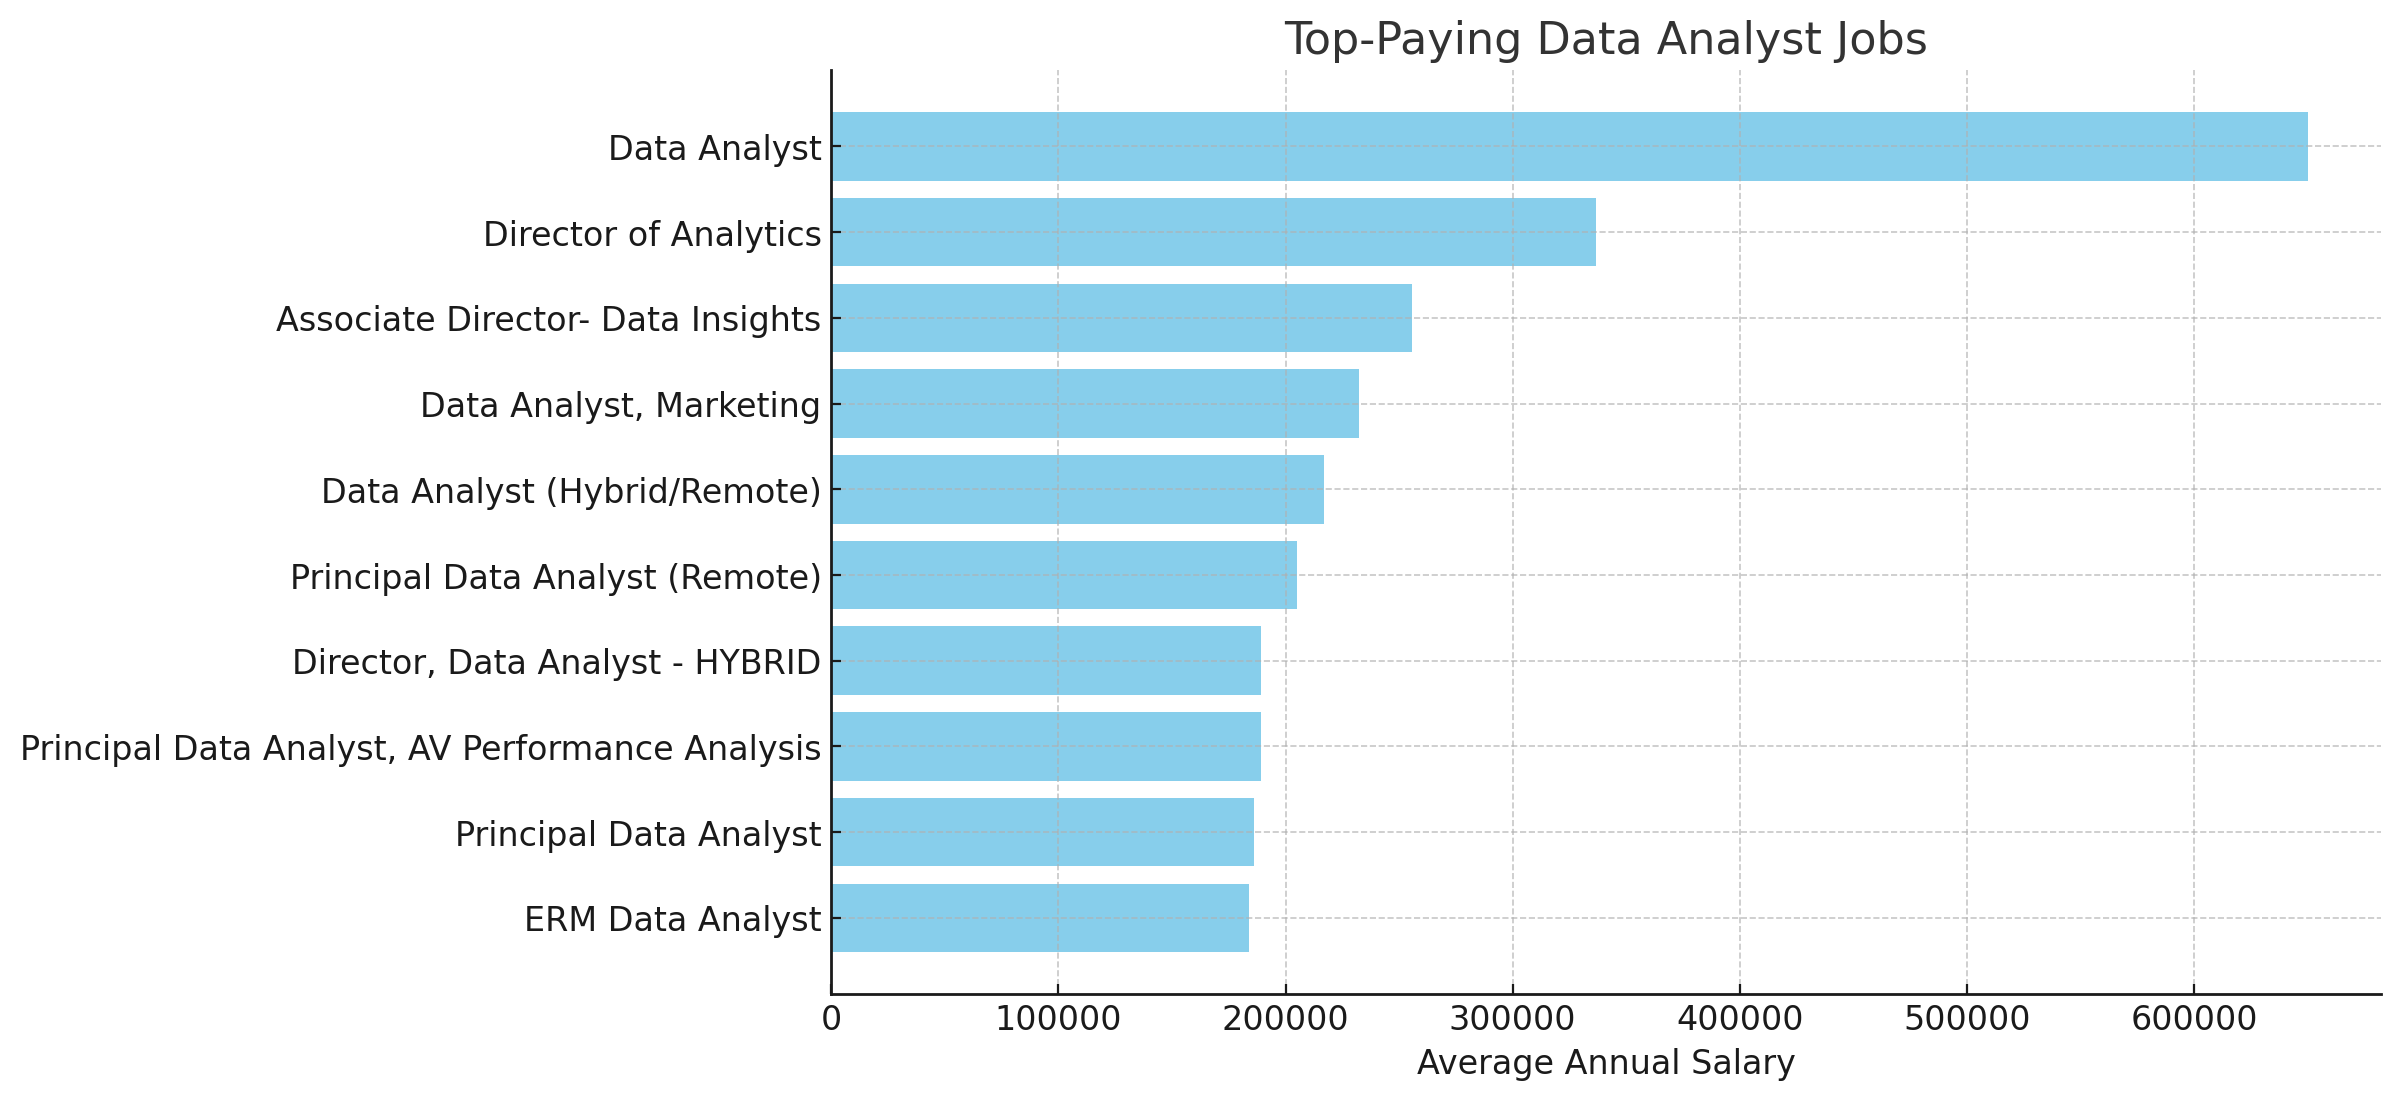 Top-Paying Data Analyst Jobs
Data Analyst
Director of Analytics
Associate Director- Data Insights
Data Analyst, Marketing
Data Analyst (Hybrid/Remote)
Principal Data Analyst (Remote)
Director, Data Analyst - HYBRID
Principal Data Analyst, AV Performance Analysis
Principal Data Analyst
ERM Data Analyst
0 100000 200000 300000 400000 500000 600000
Average Annual Salary